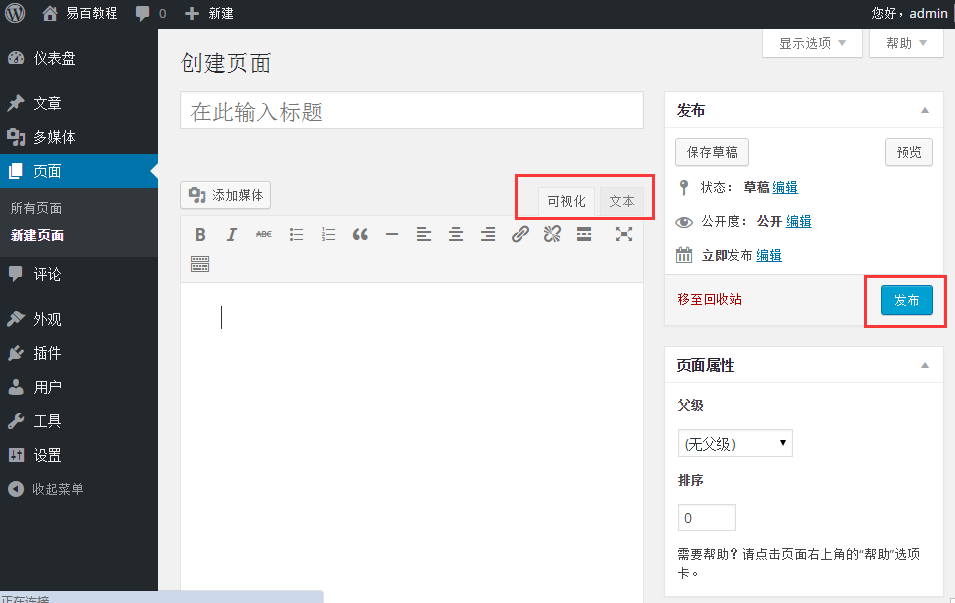 易百教程 0 新建 您好，admin
仪表盘
文章
多媒体
页面
所有页面
新建页面
评论
外观
插件
用户
工具
设置
收起菜单
显示选项 帮助
创建页面
在此输入标题
添加媒体
可视化 文本
B I ABC
发布
保存草稿 预览
状态： 草稿 编辑
公开度： 公开 编辑
立即发布 编辑
移至回收站 发布
页面属性
父级
(无父级)
排序
0
需要帮助？请点击页面右上角的“帮助”选项
卡。
正在连接